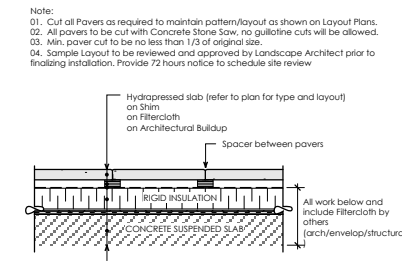 Note:
01. Cut all Pavers as required to maintain pattern/layout as shown on Layout Plans.
02. All pavers to be cut with Concrete Stone Saw, no guillotine cuts will be allowed.
03. Min. paver cut to be no less than 1/3 of original size.
04. Sample Layout to be reviewed and approved by Landscape Architect prior to
finalizing installation. Provide 72 hours notice to schedule site review
Hydrapressed slab (refer to plan for type and layout)
on Shim
on Filtercloth
on Architectural Buildup
Spacer between pavers
RIGID INSULATION
CONCRETE SUSPENDED SLAB
All work below and
include Filtercloth by
others
(arch/envelop/structurc